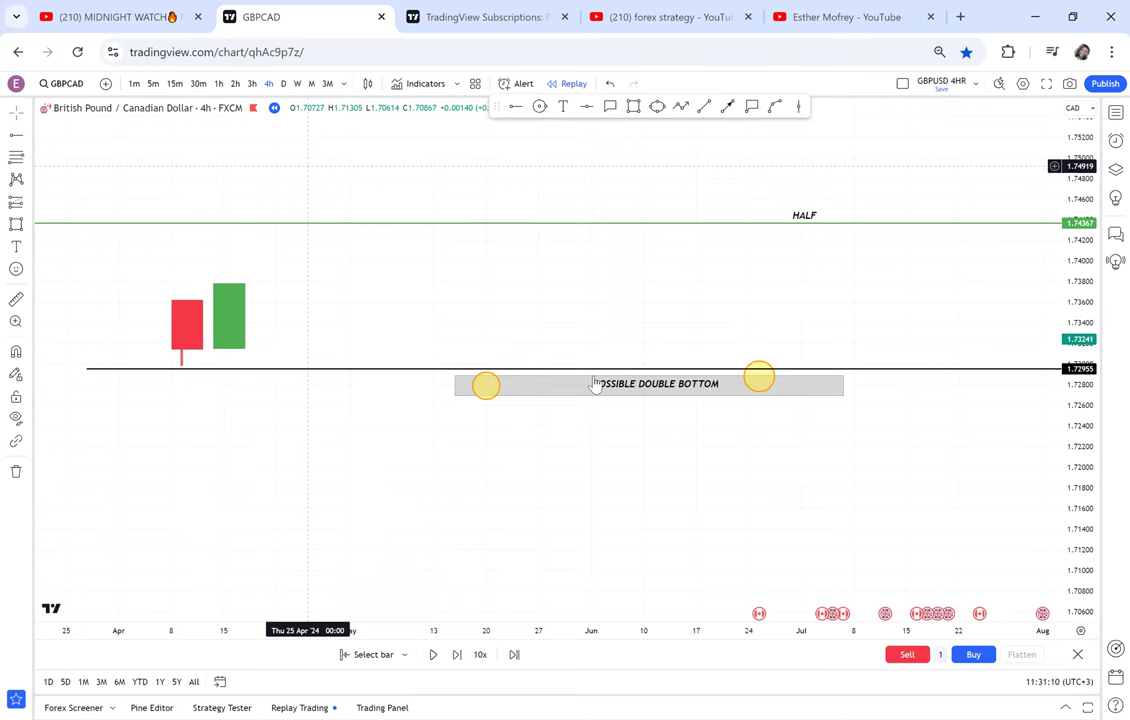 (210) MIDNIGHT WATCH🔥
GBPCAD
TradingView Subscriptions: P
(210) forex strategy - YouTu
Esther Mofrey - YouTube
tradingview.com/chart/qhAc9p7z/
E
GBPCAD
1m 5m 15m 30m 1h 2h 3h 4h D W M 3M
Indicators
Alert
Replay
GBPUSD 4HR
Save
Publish
British Pound / Canadian Dollar · 4h · FXCM
O1.70727 H1.71305 L1.70614 C1.70867 +0.00140 (+0.
CAD
1.75200
1.74919
1.74800
1.74600
HALF
1.74367
1.74200
1.74000
1.73800
1.73600
1.73400
1.73241
1.72955
OSSIBLE DOUBLE BOTTOM
1.72800
1.72600
1.72400
1.72200
1.72000
1.71800
1.71600
1.71400
1.71200
1.71000
1.70800
1.70600
25 Apr 8 15 Thu 25 Apr '24 00:00 ay 13 20 27 Jun 10 17 24 Jul 8 15 22 Aug
Select bar
10x
Sell
1
Buy
Flatten
1D 5D 1M 3M 6M YTD 1Y 5Y All
11:31:10 (UTC+3)
Forex Screener
Pine Editor
Strategy Tester
Replay Trading
Trading Panel